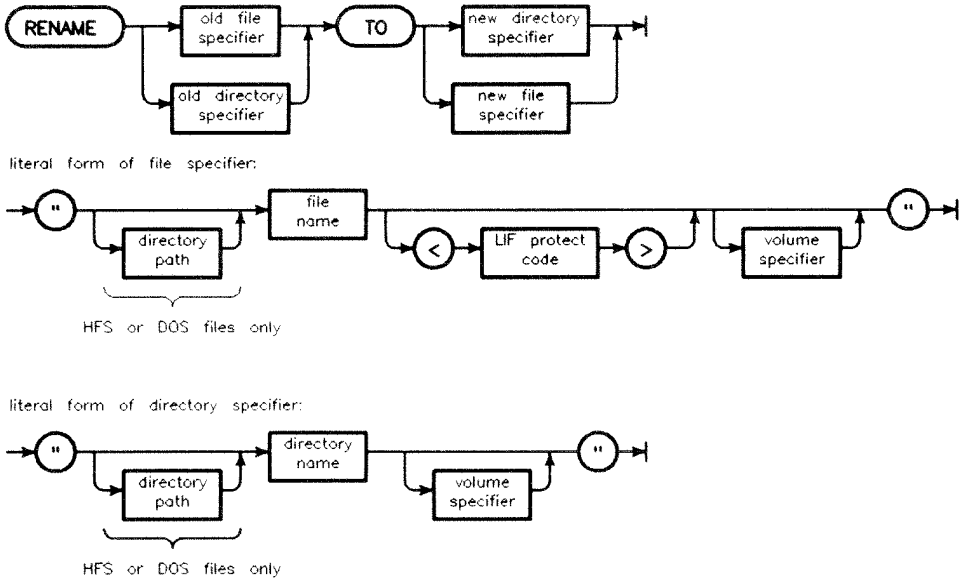 RENAME
old file
specifier
old directory
specifier
TO
new directory
specifier
new file
specifier
literal form of file specifier:
"
directory
path
file
name
<
LIF protect
code
>
volume
specifier
"
HFS or DOS files only
literal form of directory specifier:
"
directory
path
directory
name
volume
specifier
"
HFS or DOS files only